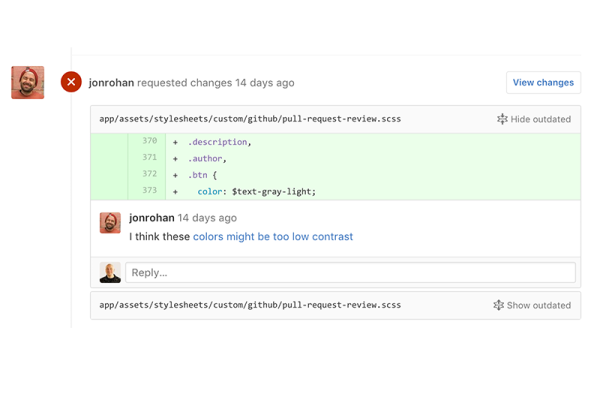 jonrohan requested changes 14 days ago
View changes
app/assets/stylesheets/custom/github/pull-request-review.scss
Hide outdated
370 + .description,
371 + .author,
372 + .btn {
373 + color: $text-gray-light;
jonrohan 14 days ago
I think these colors might be too low contrast
Reply...
app/assets/stylesheets/custom/github/pull-request-review.scss
Show outdated